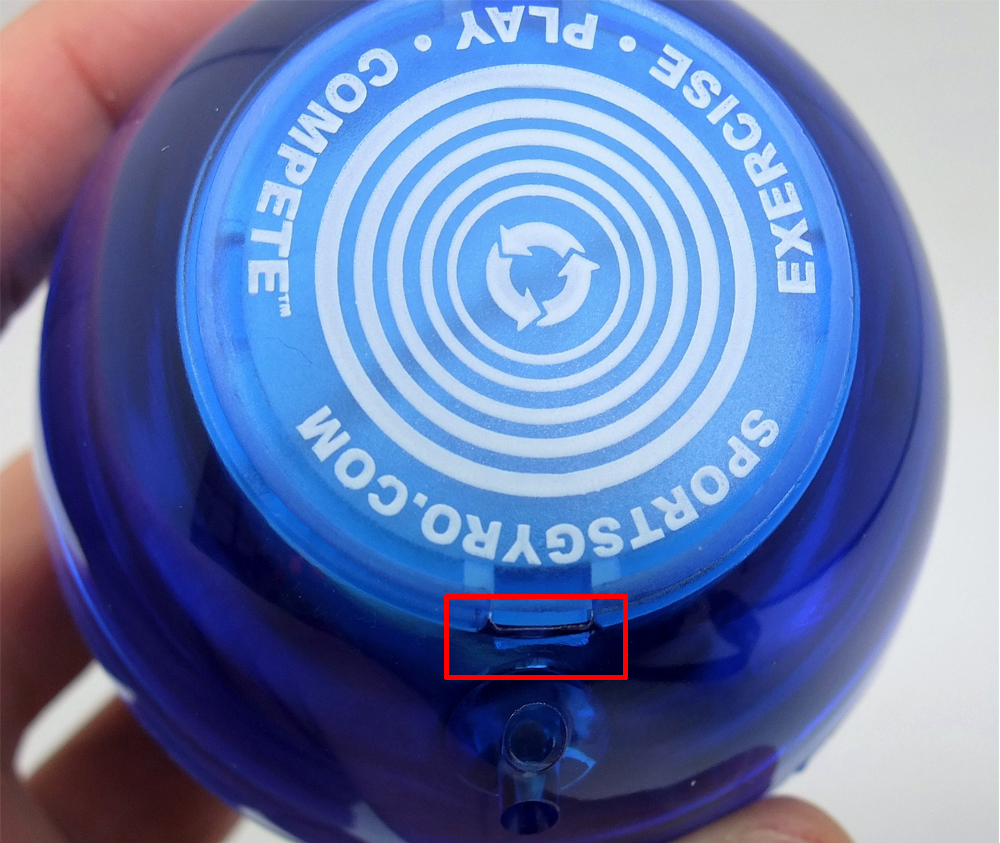 EXERCISE • PLAY • COMPETE™
SPORTSGYRO.COM